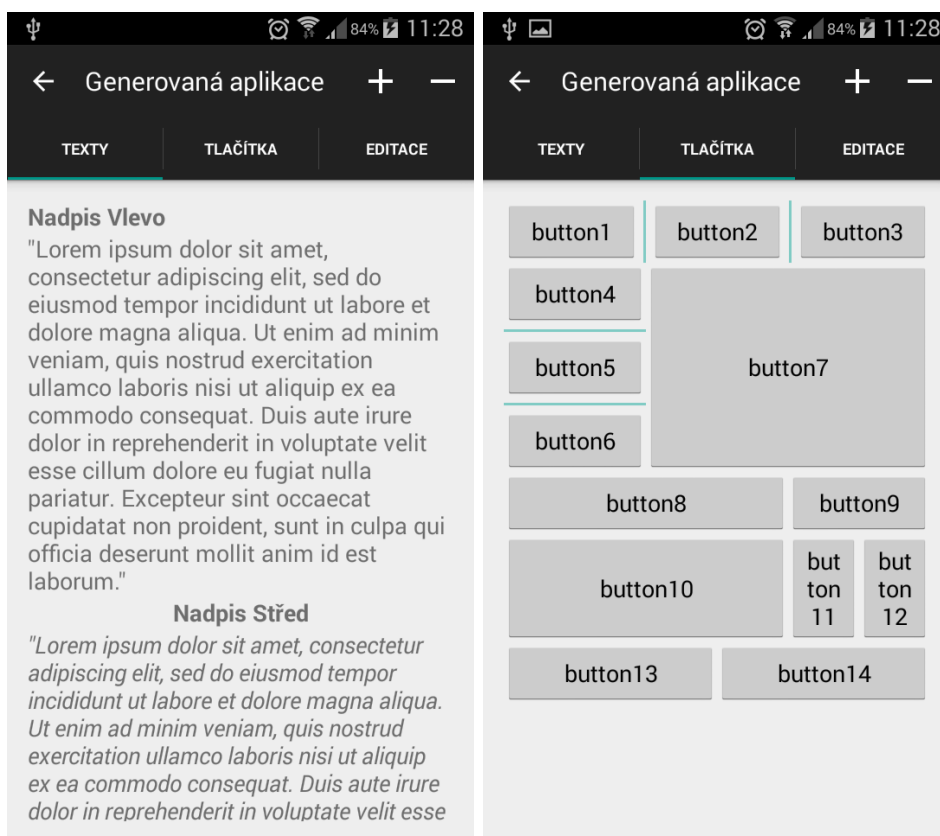 84% 11:28
Generovaná aplikace
TEXTY TLAČÍTKA EDITACE
Nadpis Vlevo
"Lorem ipsum dolor sit amet,
consectetur adipiscing elit, sed do
eiusmod tempor incididunt ut labore et
dolore magna aliqua. Ut enim ad minim
veniam, quis nostrud exercitation
ullamco laboris nisi ut aliquip ex ea
commodo consequat. Duis aute irure
dolor in reprehenderit in voluptate velit
esse cillum dolore eu fugiat nulla
pariatur. Excepteur sint occaecat
cupidatat non proident, sunt in culpa qui
officia deserunt mollit anim id est
laborum."
Nadpis Střed
"Lorem ipsum dolor sit amet, consectetur
adipiscing elit, sed do eiusmod tempor
incididunt ut labore et dolore magna aliqua.
Ut enim ad minim veniam, quis nostrud
exercitation ullamco laboris nisi ut aliquip
ex ea commodo consequat. Duis aute irure
dolor in reprehenderit in voluptate velit esse
84% 11:28
Generovaná aplikace
TEXTY TLAČÍTKA EDITACE
button1 button2 button3
button4
button5
button6
button7
button8 button9
button10
but
ton
11
but
ton
12
button13 button14